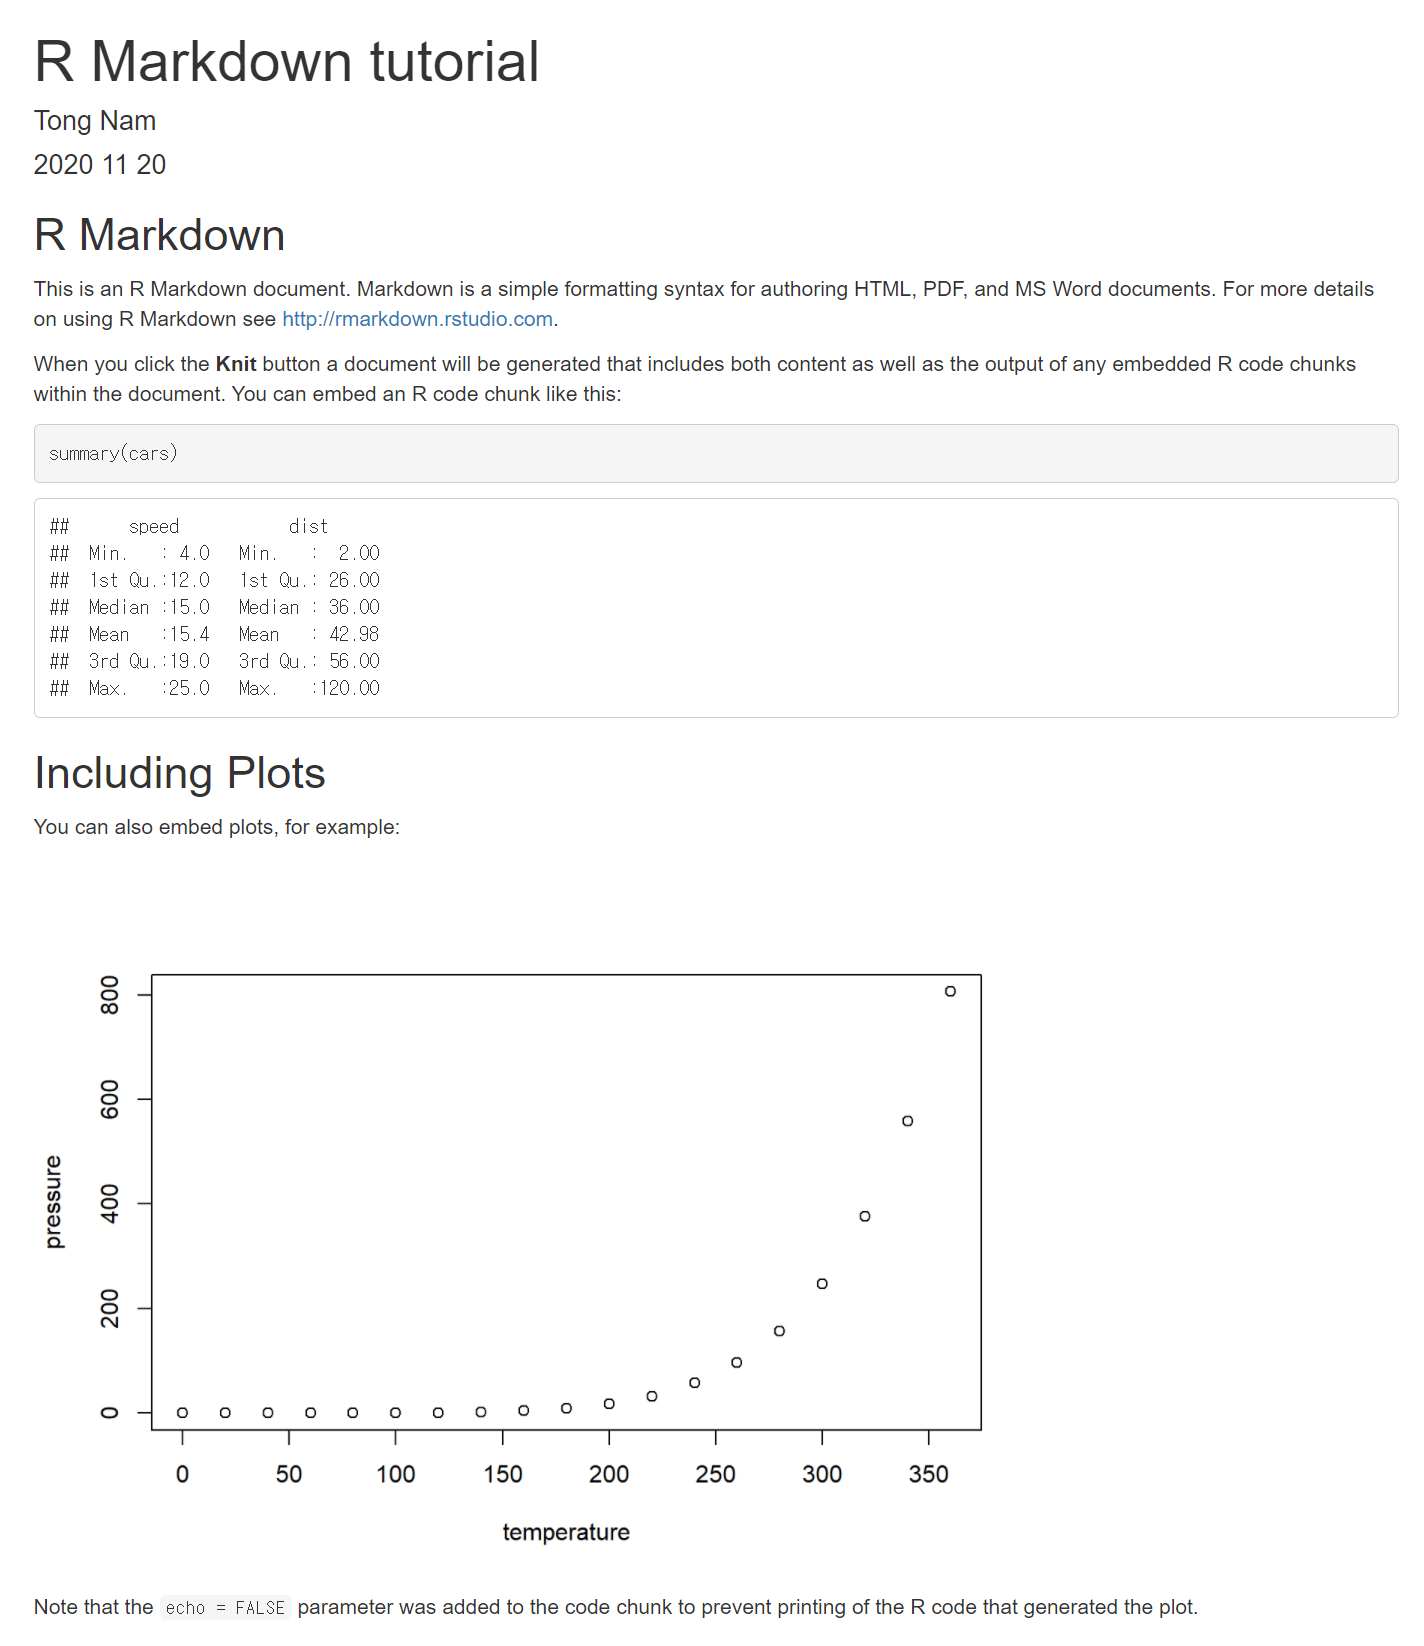 R Markdown tutorial
Tong Nam
2020 11 20
R Markdown
This is an R Markdown document. Markdown is a simple formatting syntax for authoring HTML, PDF, and MS Word documents. For more details
on using R Markdown see http://rmarkdown.rstudio.com.
When you click the Knit button a document will be generated that includes both content as well as the output of any embedded R code chunks
within the document. You can embed an R code chunk like this:
summary(cars)
##      speed           dist
##  Min.   : 4.0   Min.   :  2.00
##  1st Qu.:12.0   1st Qu.: 26.00
##  Median :15.0   Median : 36.00
##  Mean   :15.4   Mean   : 42.98
##  3rd Qu.:19.0   3rd Qu.: 56.00
##  Max.   :25.0   Max.   :120.00
Including Plots
You can also embed plots, for example:
800
600
400
200
0
pressure
0 50 100 150 200 250 300 350
temperature
Note that the echo = FALSE parameter was added to the code chunk to prevent printing of the R code that generated the plot.